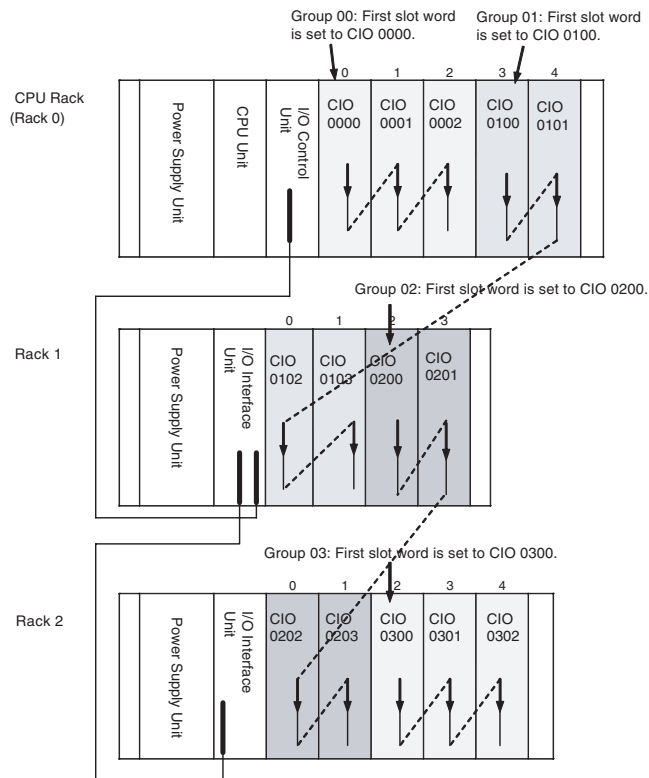 Group 00: First slot word
is set to CIO 0000.
Group 01: First slot word
is set to CIO 0100.
0 1 2 3 4
CPU Rack
(Rack 0)
Power Supply Unit
CPU Unit
I/O Control
Unit
CIO
0000
CIO
0001
CIO
0002
CIO
0100
CIO
0101
Group 02: First slot word is set to CIO 0200.
0 1 2 3
Rack 1
Power Supply Unit
I/O Interface
Unit
CIO
0102
CIO
0103
CIO
0200
CIO
0201
Group 03: First slot word is set to CIO 0300.
0 1 2 3 4
Rack 2
Power Supply Unit
I/O Interface
Unit
CIO
0202
CIO
0203
CIO
0300
CIO
0301
CIO
0302